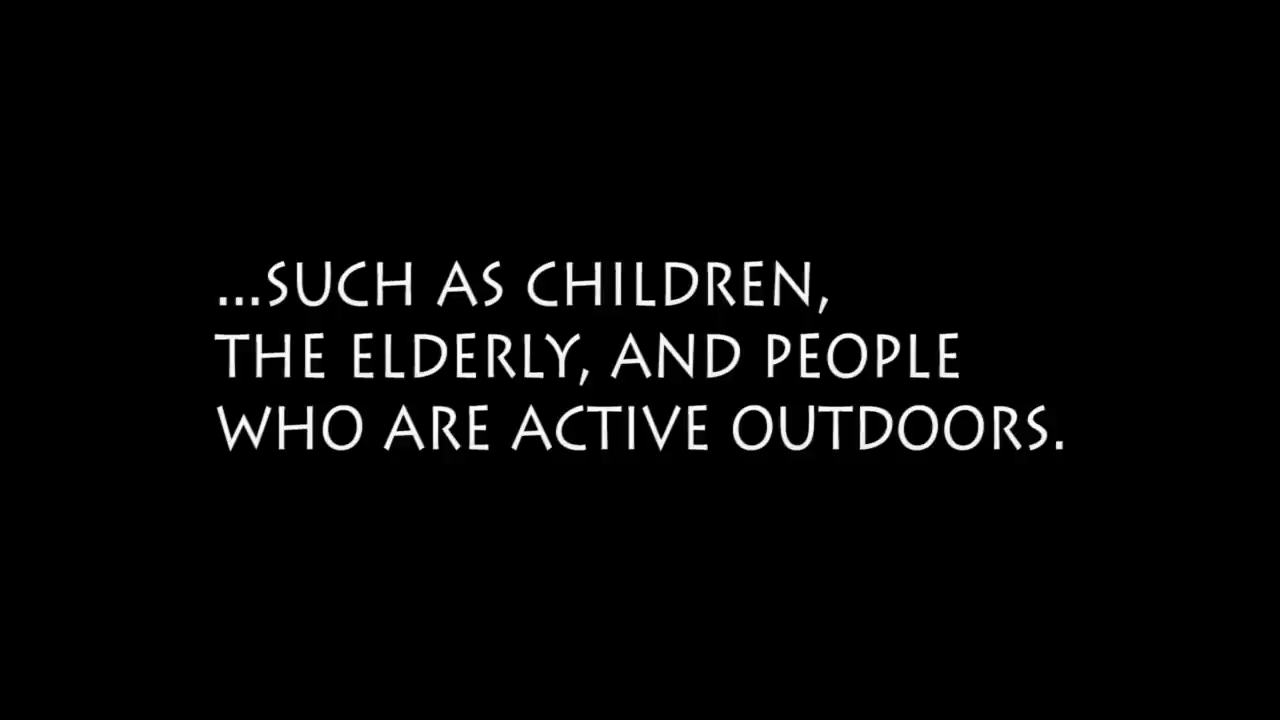 ...SUCH AS CHILDREN,
THE ELDERLY, AND PEOPLE
WHO ARE ACTIVE OUTDOORS.